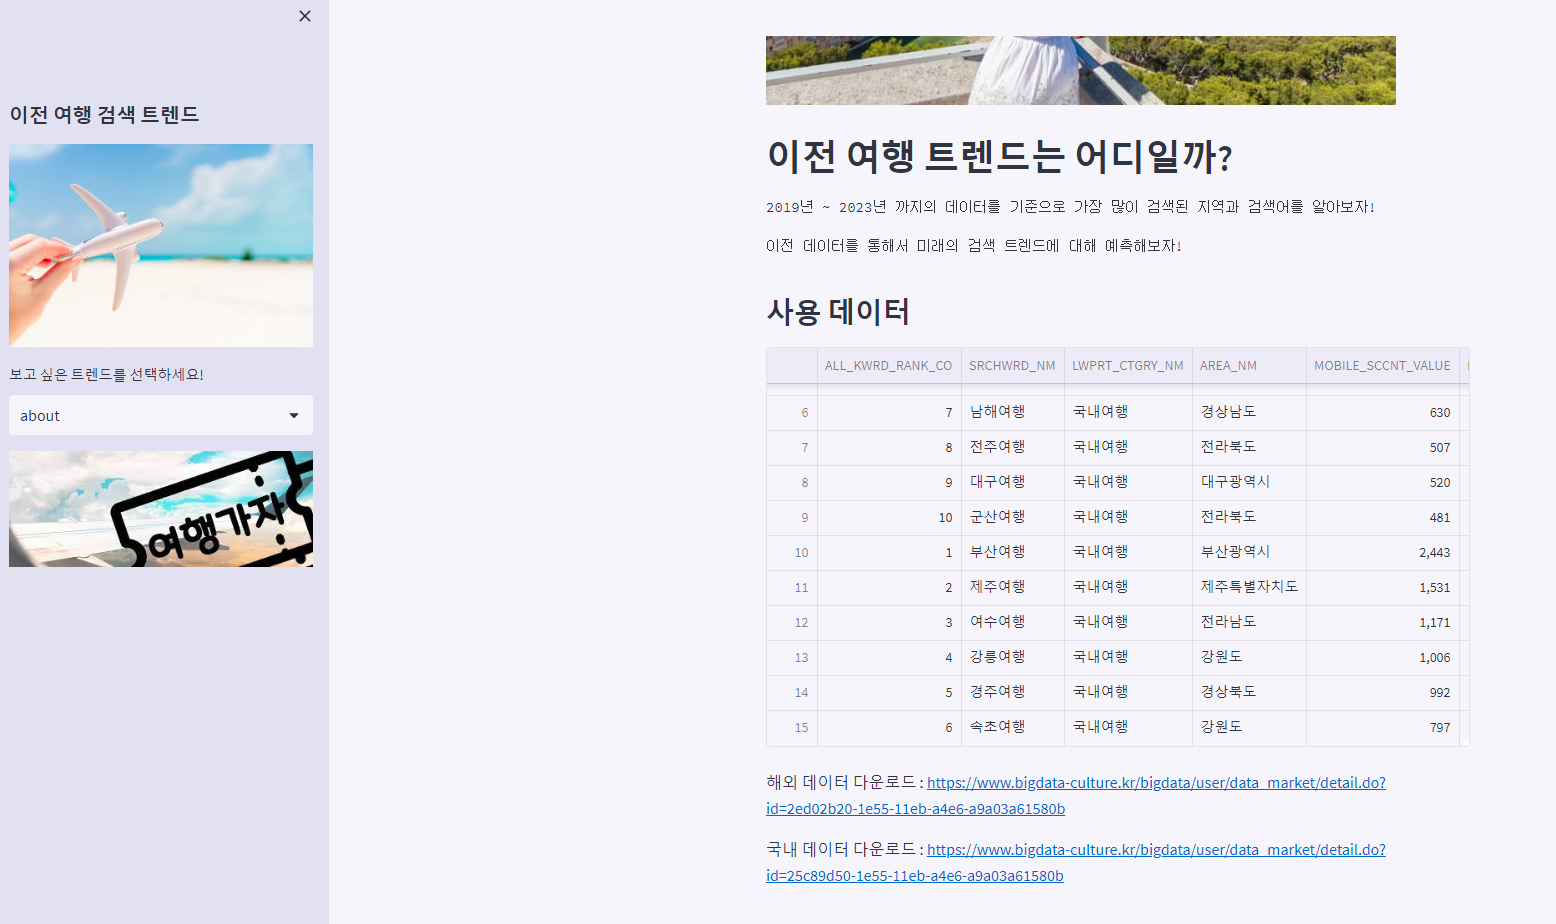 이전 여행 검색 트렌드
보고 싶은 트렌드를 선택하세요!
about
여행가자
이전 여행 트렌드는 어디일까?
2019년 ~ 2023년 까지의 데이터를 기준으로 가장 많이 검색된 지역과 검색어를 알아보자!
이전 데이터를 통해서 미래의 검색 트렌드에 대해 예측해보자!
사용 데이터
ALL_KWRD_RANK_CO SRCHWRD_NM LWPRT_CTGRY_NM AREA_NM MOBILE_SCCNT_VALUE
6 7 남해여행 국내여행 경상남도 630
7 8 전주여행 국내여행 전라북도 507
8 9 대구여행 국내여행 대구광역시 520
9 10 군산여행 국내여행 전라북도 481
10 1 부산여행 국내여행 부산광역시 2,443
11 2 제주여행 국내여행 제주특별자치도 1,531
12 3 여수여행 국내여행 전라남도 1,171
13 4 강릉여행 국내여행 강원도 1,006
14 5 경주여행 국내여행 경상북도 992
15 6 속초여행 국내여행 강원도 797
해외 데이터 다운로드 : https://www.bigdata-culture.kr/bigdata/user/data_market/detail.do?
id=2ed02b20-1e55-11eb-a4e6-a9a03a61580b
국내 데이터 다운로드 : https://www.bigdata-culture.kr/bigdata/user/data_market/detail.do?
id=25c89d50-1e55-11eb-a4e6-a9a03a61580b